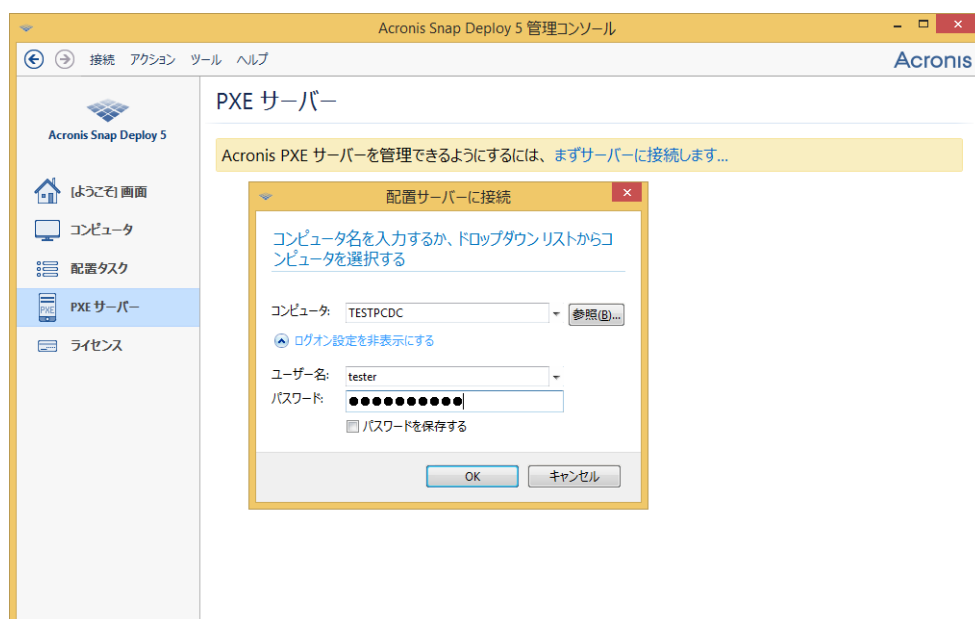 Acronis Snap Deploy 5 管理コンソール
接続 アクション ツール ヘルプ
Acronis
Acronis Snap Deploy 5
[ようこそ] 画面
コンピュータ
配置タスク
PXE
PXE サーバー
ライセンス
PXE サーバー
Acronis PXE サーバーを管理できるようにするには、まずサーバーに接続します...
配置サーバーに接続
コンピュータ名を入力するか、ドロップダウン リストからコ
ンピュータを選択する
コンピュータ: TESTPCDC 参照(B)...
ログオン設定を非表示にする
ユーザー名: tester
パスワード: ●●●●●●●●●●
パスワードを保存する
OK キャンセル